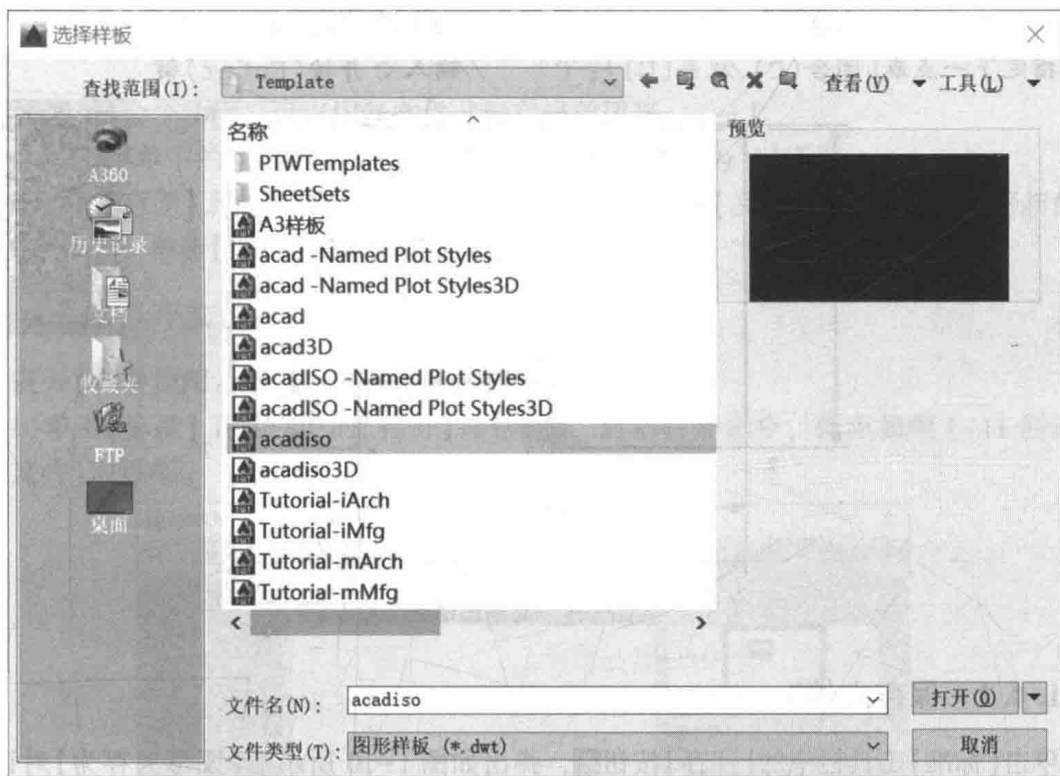 选择样板
查找范围(I): Template 查看(V) 工具(L)
名称
预览
A360
历史记录
文档
收藏夹
FTP
桌面
PTWTemplates
SheetSets
A3样板
acad -Named Plot Styles
acad -Named Plot Styles3D
acad
acad3D
acadISO -Named Plot Styles
acadISO -Named Plot Styles3D
acadiso
acadiso3D
Tutorial-iArch
Tutorial-iMfg
Tutorial-mArch
Tutorial-mMfg
文件名(N): acadiso 打开(O)
文件类型(T): 图形样板 (*.dwt) 取消